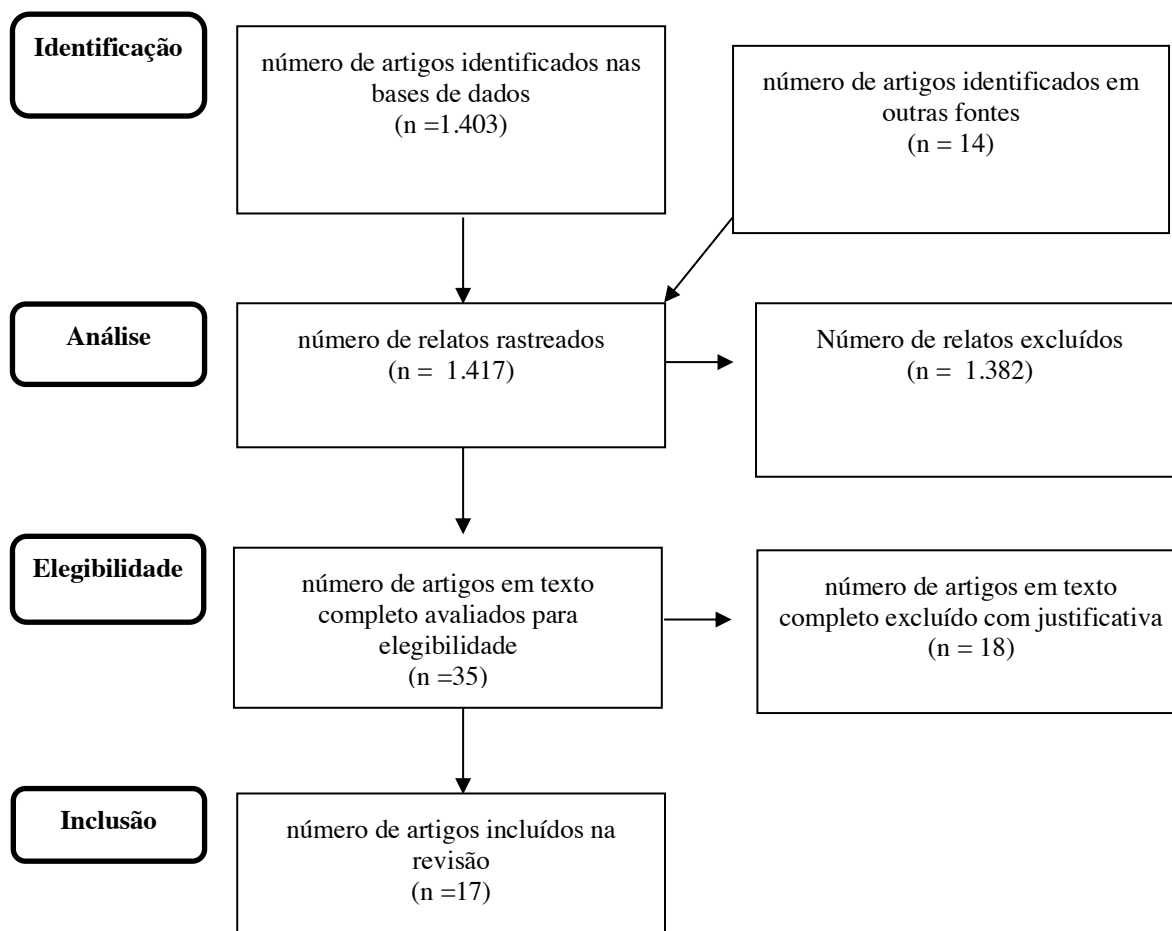 Identificação
número de artigos identificados nas
bases de dados
(n =1.403)
número de artigos identificados em
outras fontes
(n = 14)
Análise
número de relatos rastreados
(n =  1.417)
Número de relatos excluídos
(n =  1.382)
Elegibilidade
número de artigos em texto
completo avaliados para
elegibilidade
(n =35)
número de artigos em texto
completo excluído com justificativa
(n = 18)
Inclusão
número de artigos incluídos na
revisão
(n =17)